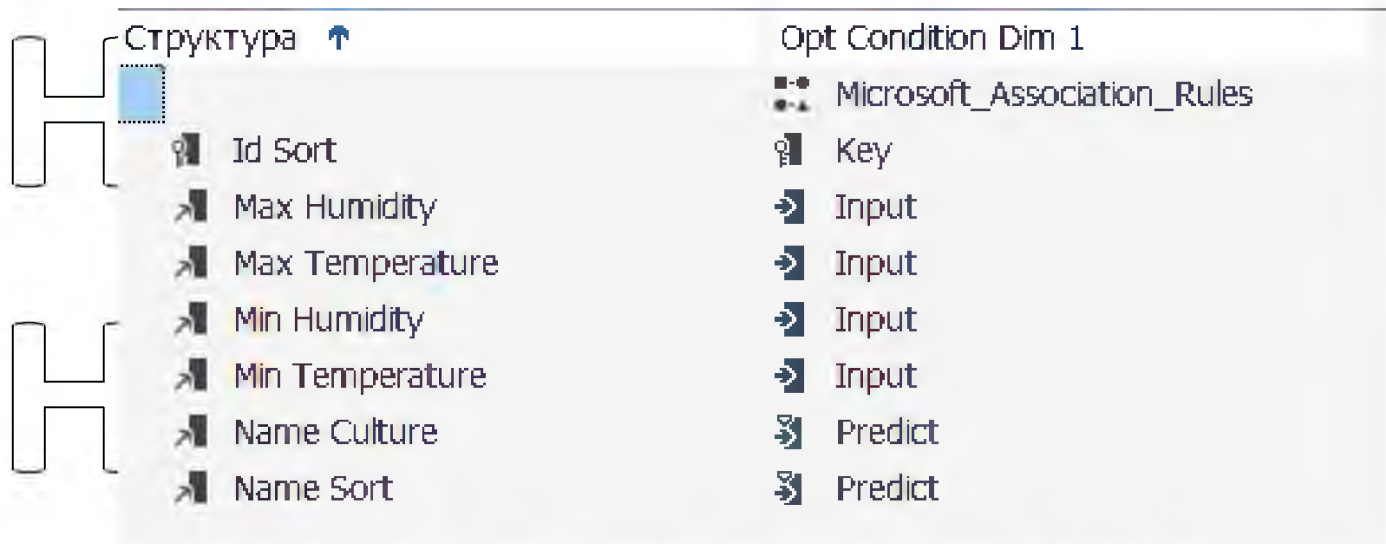 Структура Opt Condition Dim 1
Microsoft_Association_Rules
Id Sort Key
Max Humidity Input
Max Temperature Input
Min Humidity Input
Min Temperature Input
Name Culture Predict
Name Sort Predict